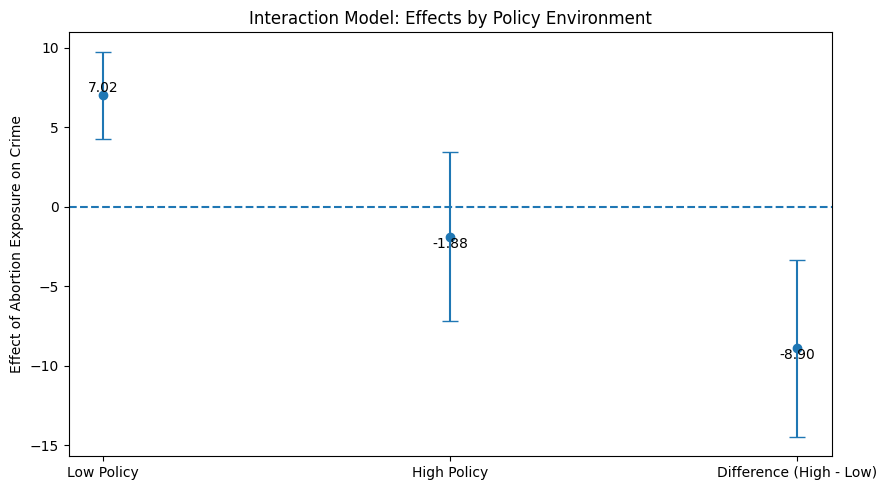 Interaction Model: Effects by Policy Environment
Effect of Abortion Exposure on Crime
10
5
0
−5
−10
−15
7.02
-1.88
-8.90
Low Policy
High Policy
Difference (High - Low)